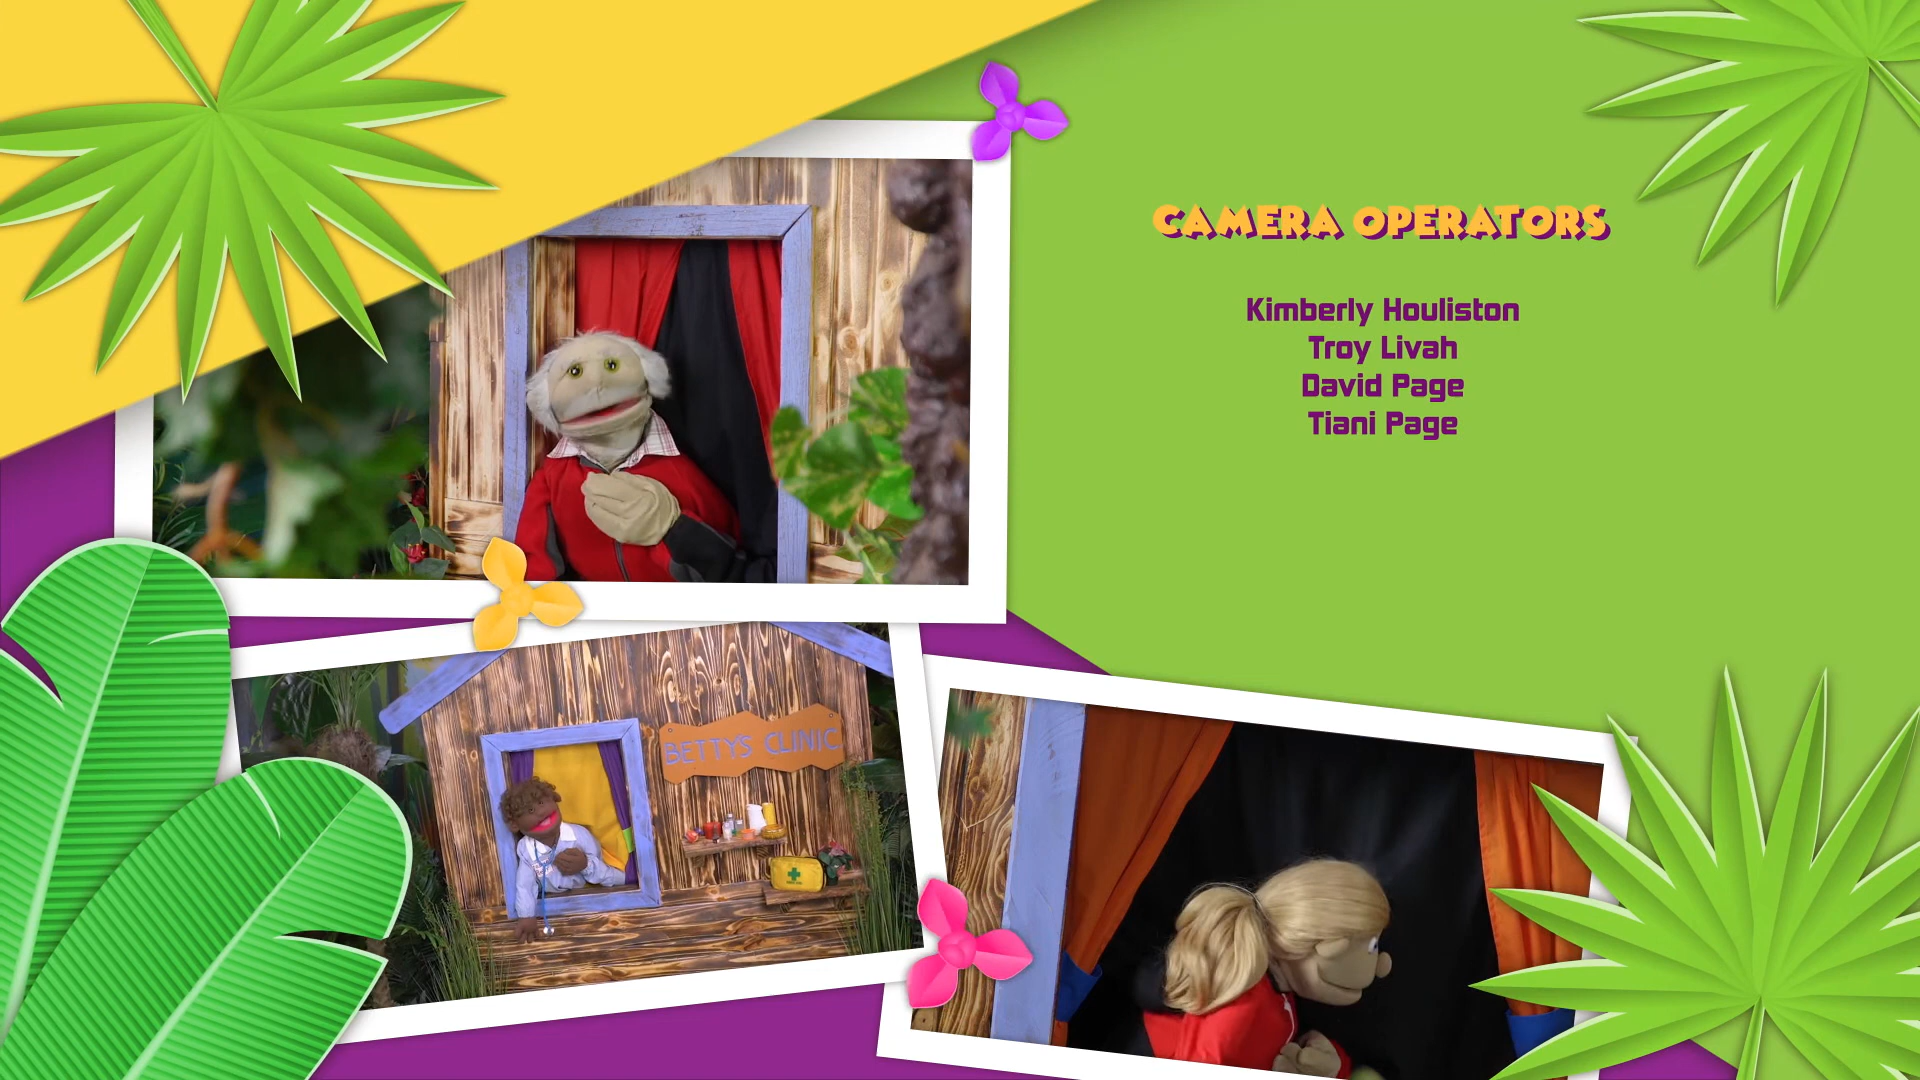 CAMERA OPERATORS
Kimberly Houliston
Troy Livah
David Page
Tiani Page
BETTYS CLINIC